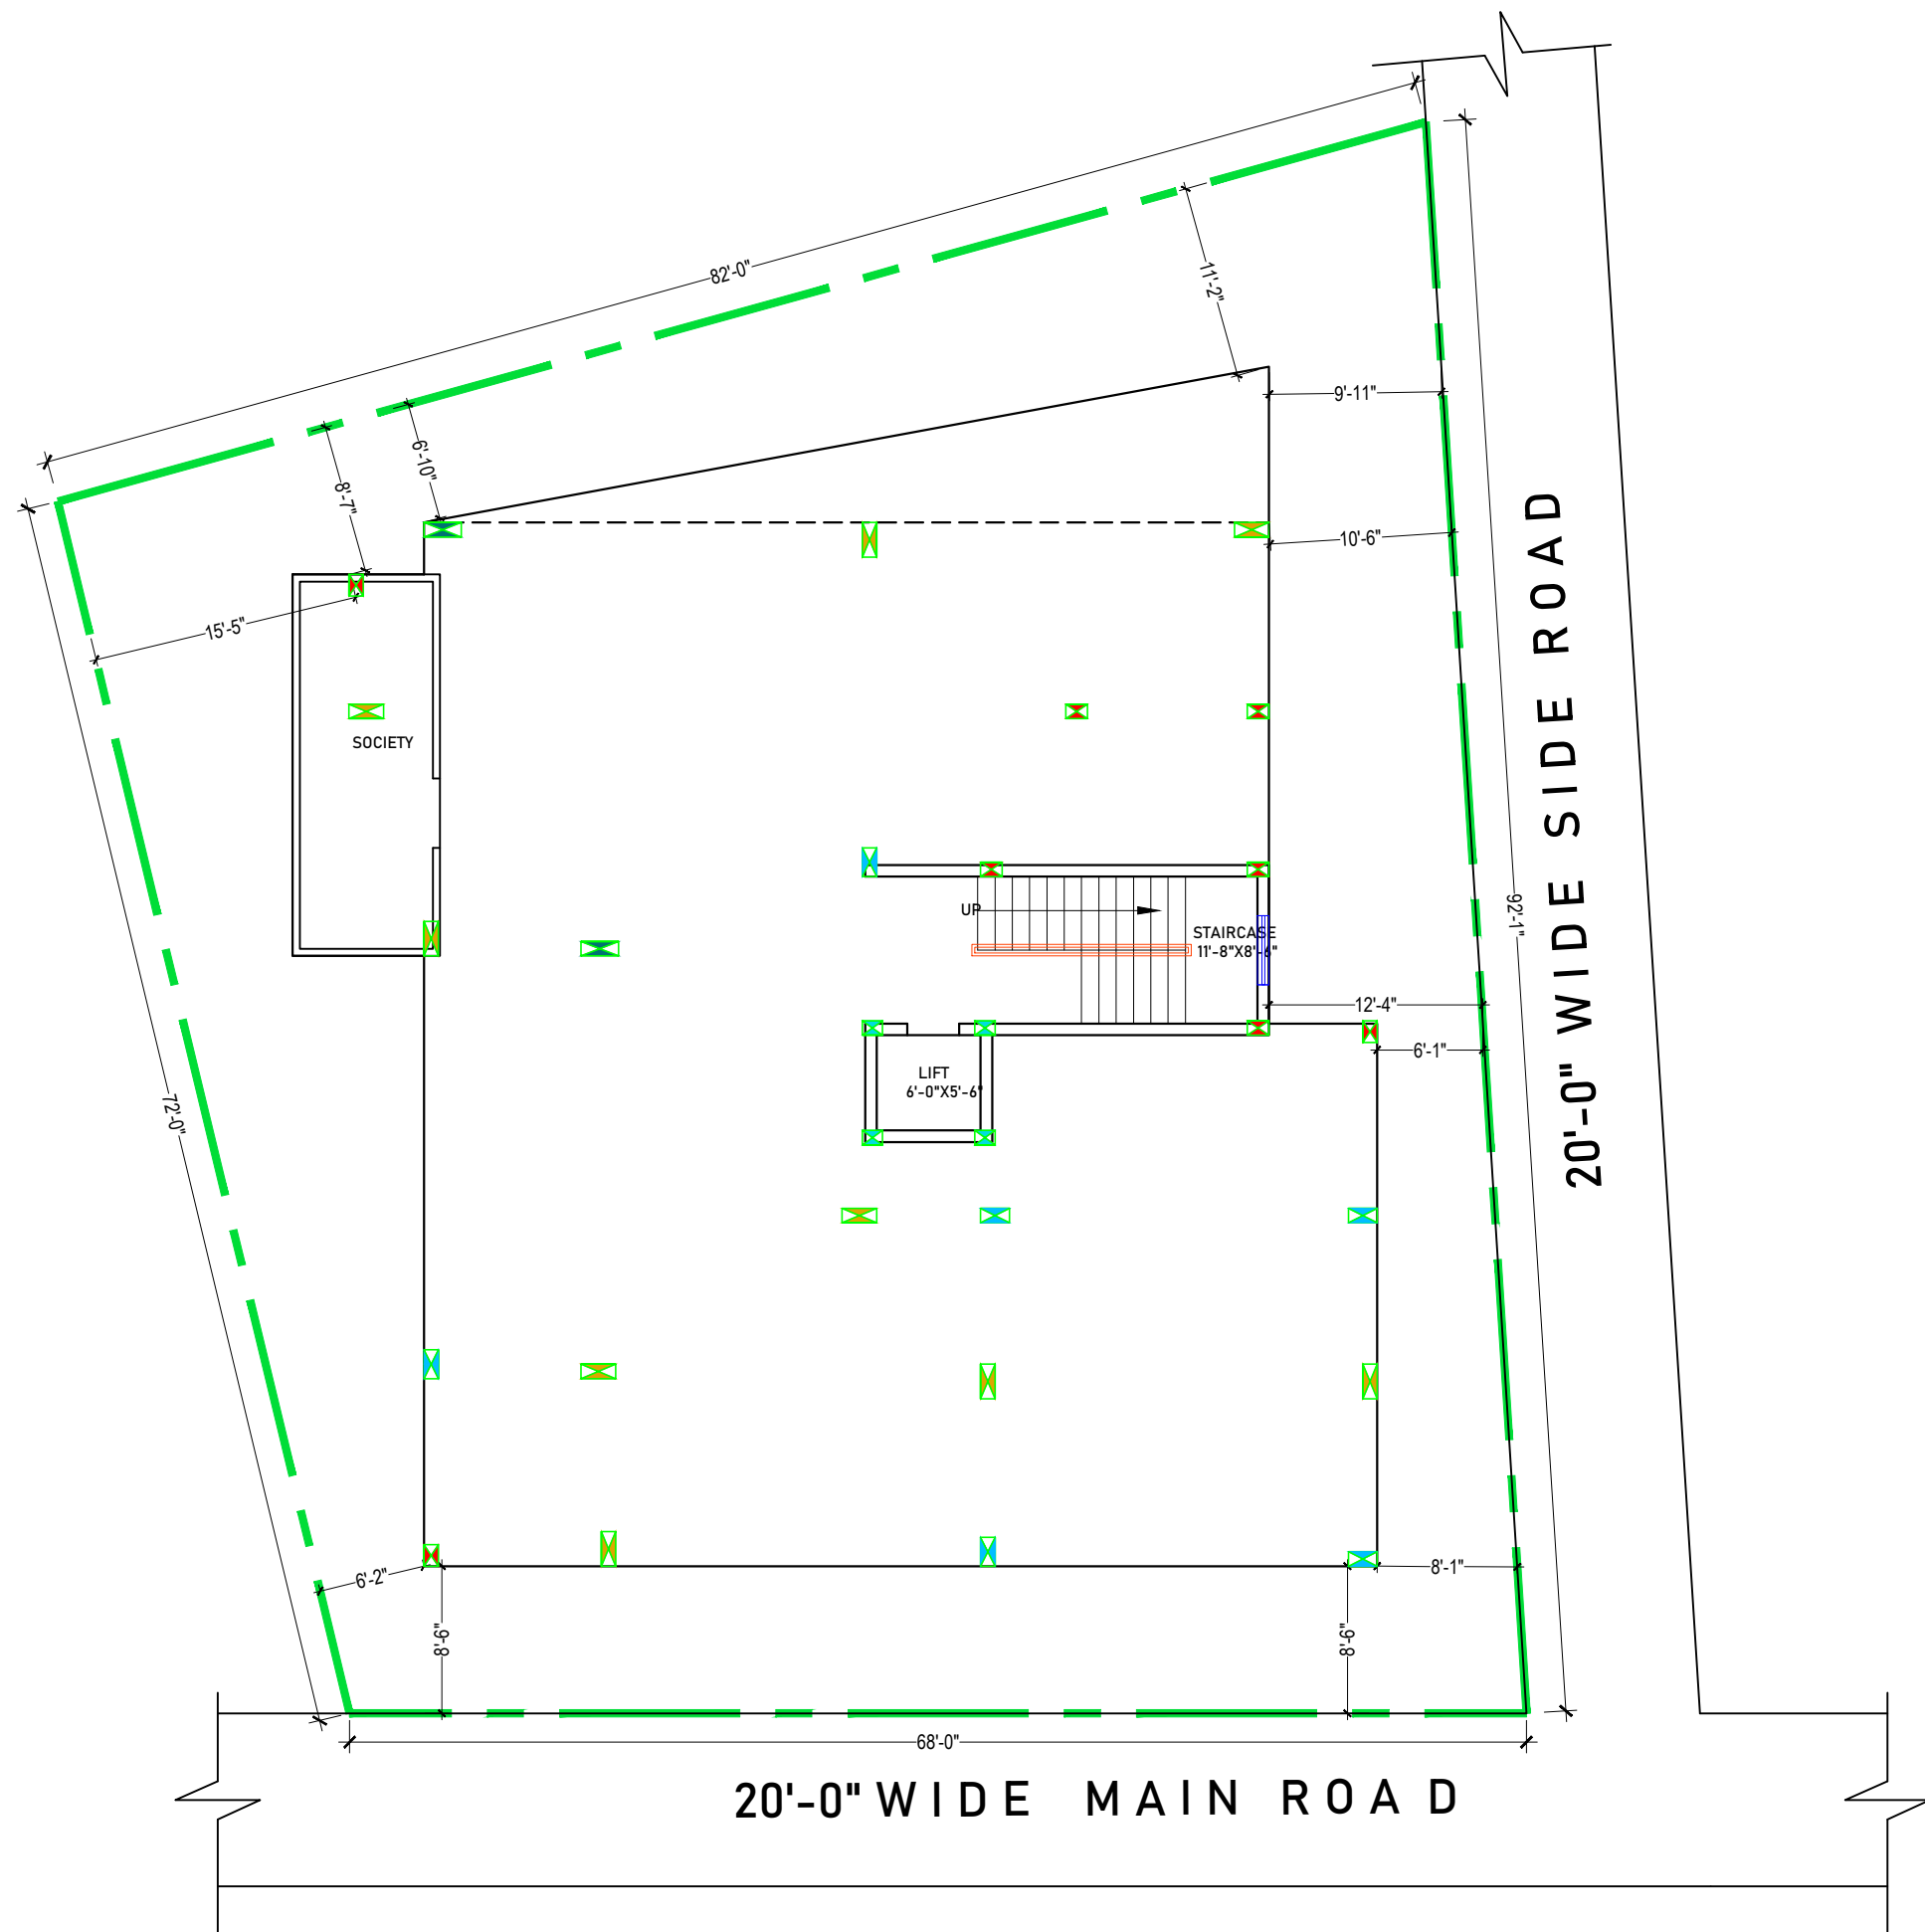 82'-0"
11'-2"
9'-11"
6'-10"
8'-7"
10'-6"
15'-5"
SOCIETY
UP
STAIRCASE
11'-8"X8'-6"
92'-1"
20'-0" WIDE SIDE ROAD
12'-4"
6'-1"
LIFT
6'-0"X5'-6"
72'-0"
6'-2"
8'-1"
8'-6"
8'-6"
68'-0"
20'-0" WIDE MAIN ROAD